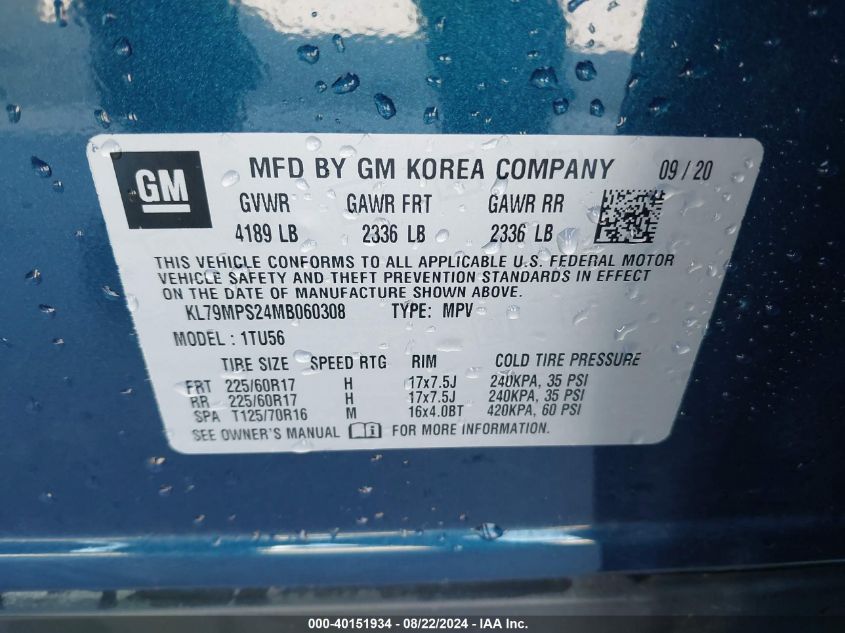 GM
MFD BY GM KOREA COMPANY 09 / 20
GVWR GAWR FRT GAWR RR
4189 LB 2336 LB 2336 LB
THIS VEHICLE CONFORMS TO ALL APPLICABLE U.S. FEDERAL MOTOR
VEHICLE SAFETY AND THEFT PREVENTION STANDARDS IN EFFECT
ON THE DATE OF MANUFACTURE SHOWN ABOVE.
KL79MPS24MB060308 TYPE: MPV
MODEL : 1TU56
TIRE SIZE SPEED RTG RIM COLD TIRE PRESSURE
FRT 225/60R17 H 17x7.5J 240KPA, 35 PSI
RR 225/60R17 H 17x7.5J 240KPA, 35 PSI
SPA T125/70R16 M 16x4.0BT 420KPA, 60 PSI
SEE OWNER'S MANUAL FOR MORE INFORMATION.
000-40151934 - 08/22/2024 - IAA Inc.